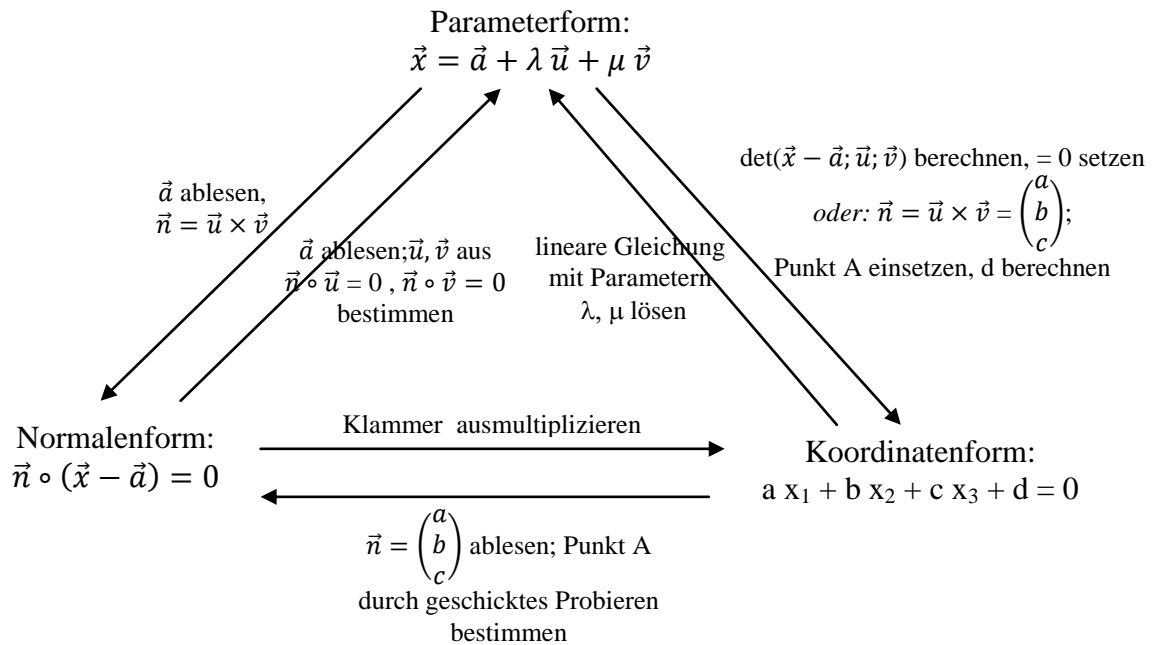 Parameterform:
x⃗ = a⃗ + λ u⃗ + μ v⃗
a⃗ ablesen,
n⃗ = u⃗ × v⃗
a⃗ ablesen;u⃗, v⃗ aus
n⃗ ∘ u⃗ = 0 , n⃗ ∘ v⃗ = 0
bestimmen
lineare Gleichung
mit Parametern
λ, μ lösen
det(x⃗ − a⃗; u⃗; v⃗) berechnen, = 0 setzen
oder: n⃗ = u⃗ × v⃗ = (a b c);
Punkt A einsetzen, d berechnen
Normalenform:
n⃗ ∘ (x⃗ − a⃗) = 0
Klammer ausmultiplizieren
Koordinatenform:
a x₁ + b x₂ + c x₃ + d = 0
n⃗ = (a b c) ablesen; Punkt A
durch geschicktes Probieren
bestimmen